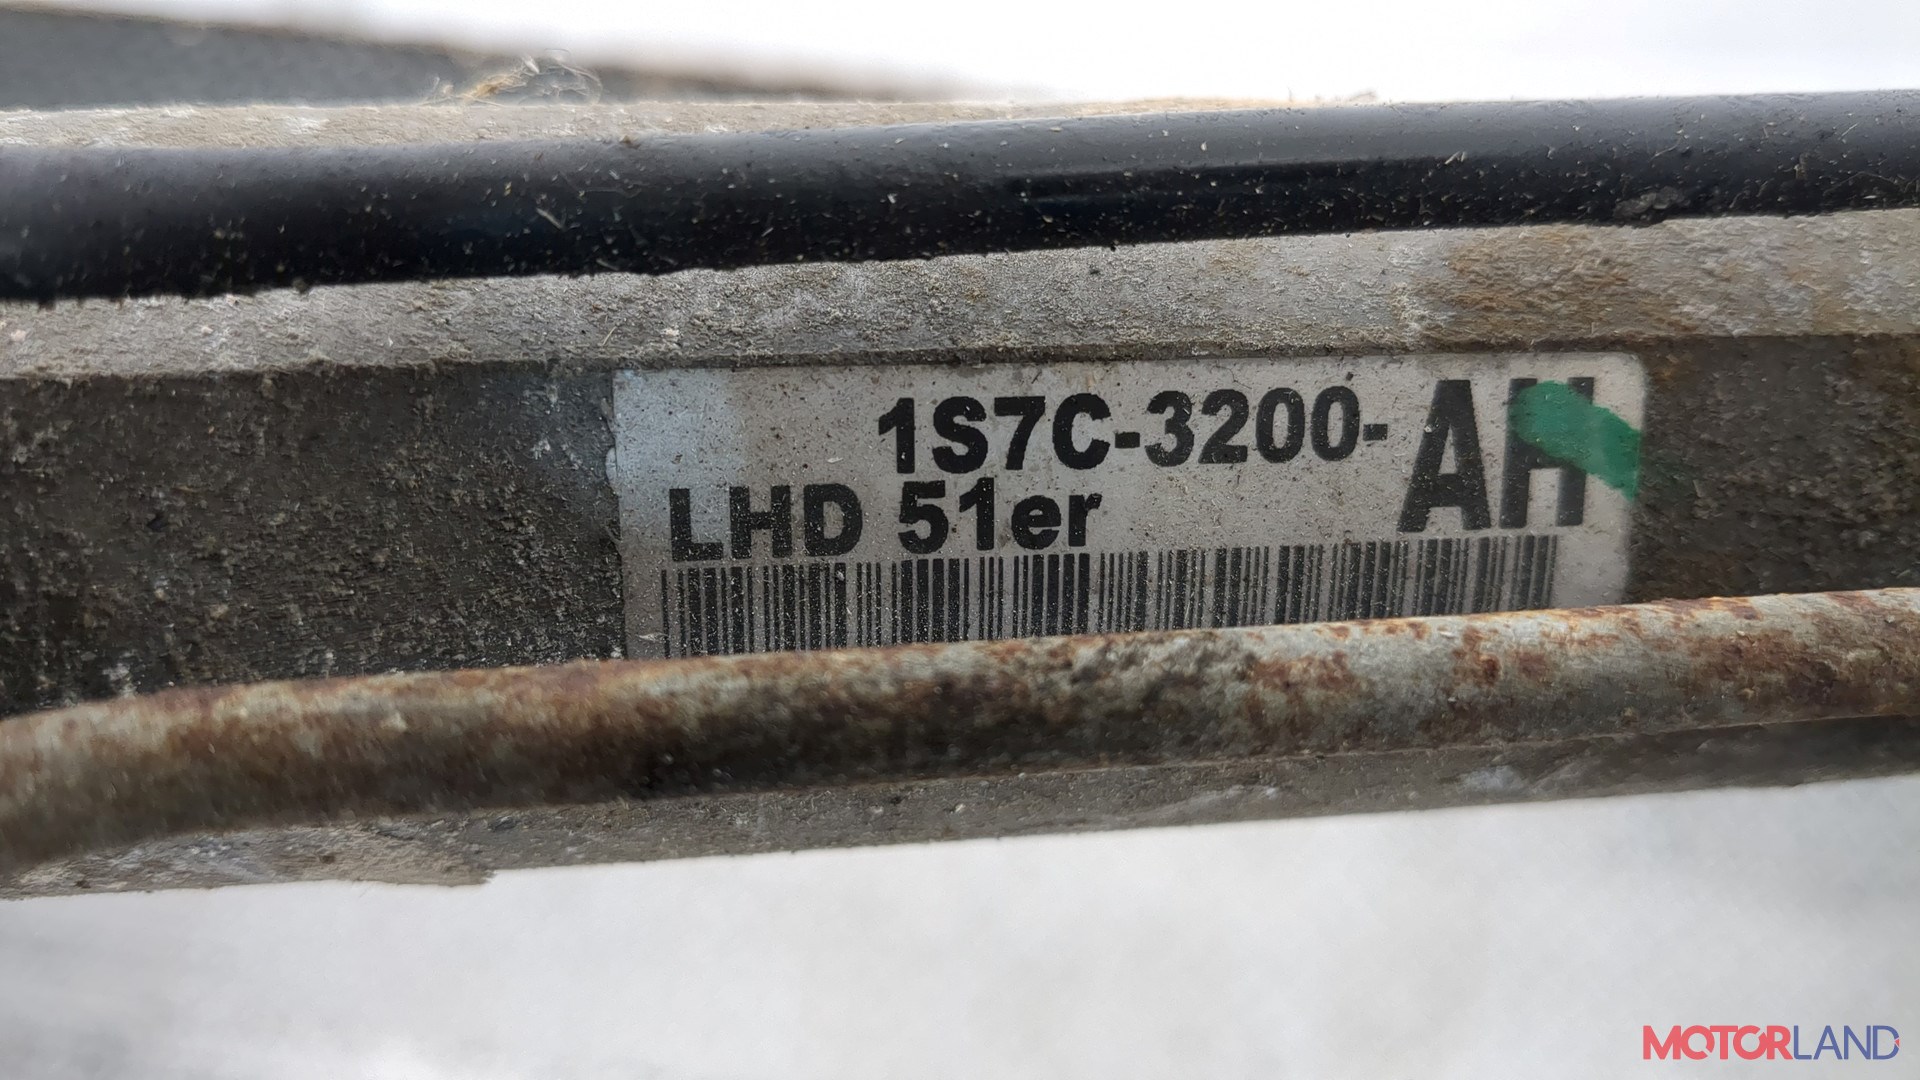 1S7C-3200-AH
LHD 51er
MOTORLAND